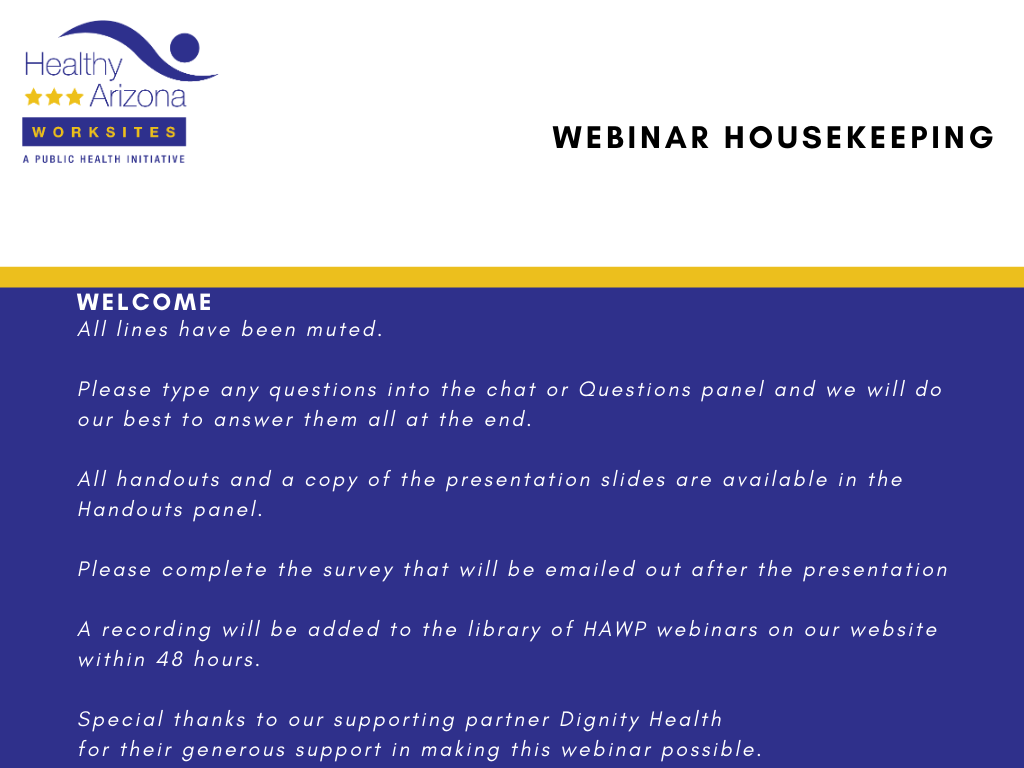 Healthy
Arizona
WORKSITES
A PUBLIC HEALTH INITIATIVE
WEBINAR HOUSEKEEPING
WELCOME
All lines have been muted.
Please type any questions into the chat or Questions panel and we will do
our best to answer them all at the end.
All handouts and a copy of the presentation slides are available in the
Handouts panel.
Please complete the survey that will be emailed out after the presentation
A recording will be added to the library of HAWP webinars on our website
within 48 hours.
Special thanks to our supporting partner Dignity Health
for their generous support in making this webinar possible.